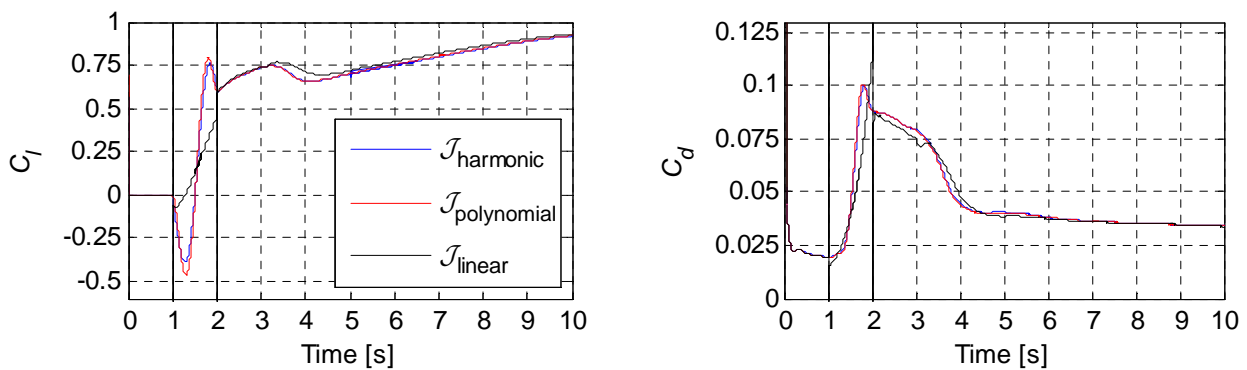 1
0.75
0.5
0.25
0
-0.25
-0.5
C_l
0 1 2 3 4 5 6 7 8 9 10
Time [s]
𝒥harmonic
𝒥polynomial
𝒥linear
0.125
0.1
0.075
0.05
0.025
0
C_d
0 1 2 3 4 5 6 7 8 9 10
Time [s]